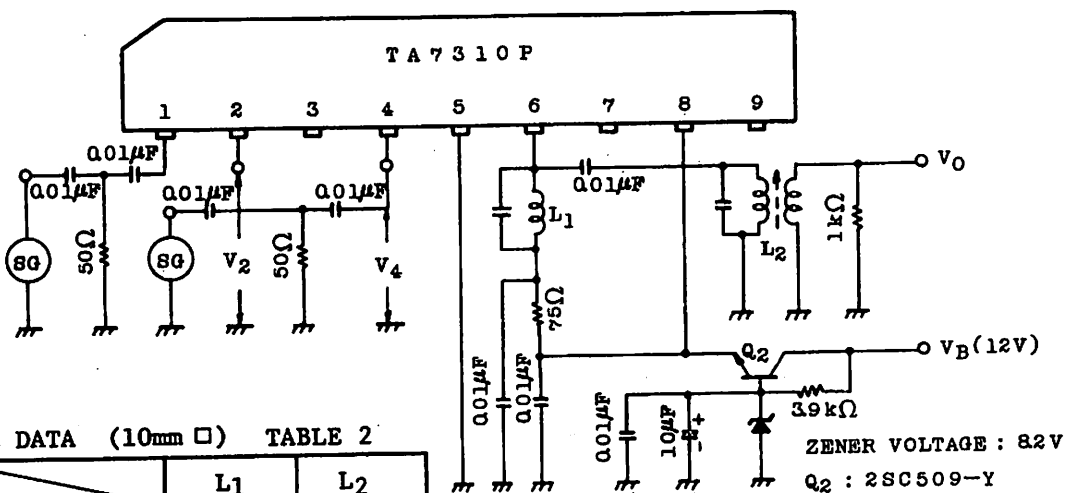 TA7310P
1 2 3 4 5 6 7 8 9
0.01μF 0.01μF 0.01μF 0.01μF 0.01μF
L1 L2 1kΩ VO
SG 50Ω SG V2 50Ω V4
75Ω
Q2 VB(12V)
0.01μF 0.01μF 0.01μF 10μF + - 3.9kΩ
ZENER VOLTAGE : 8.2V
Q2 : 2SC509-Y
DATA (10mm □) TABLE 2
L1 L2